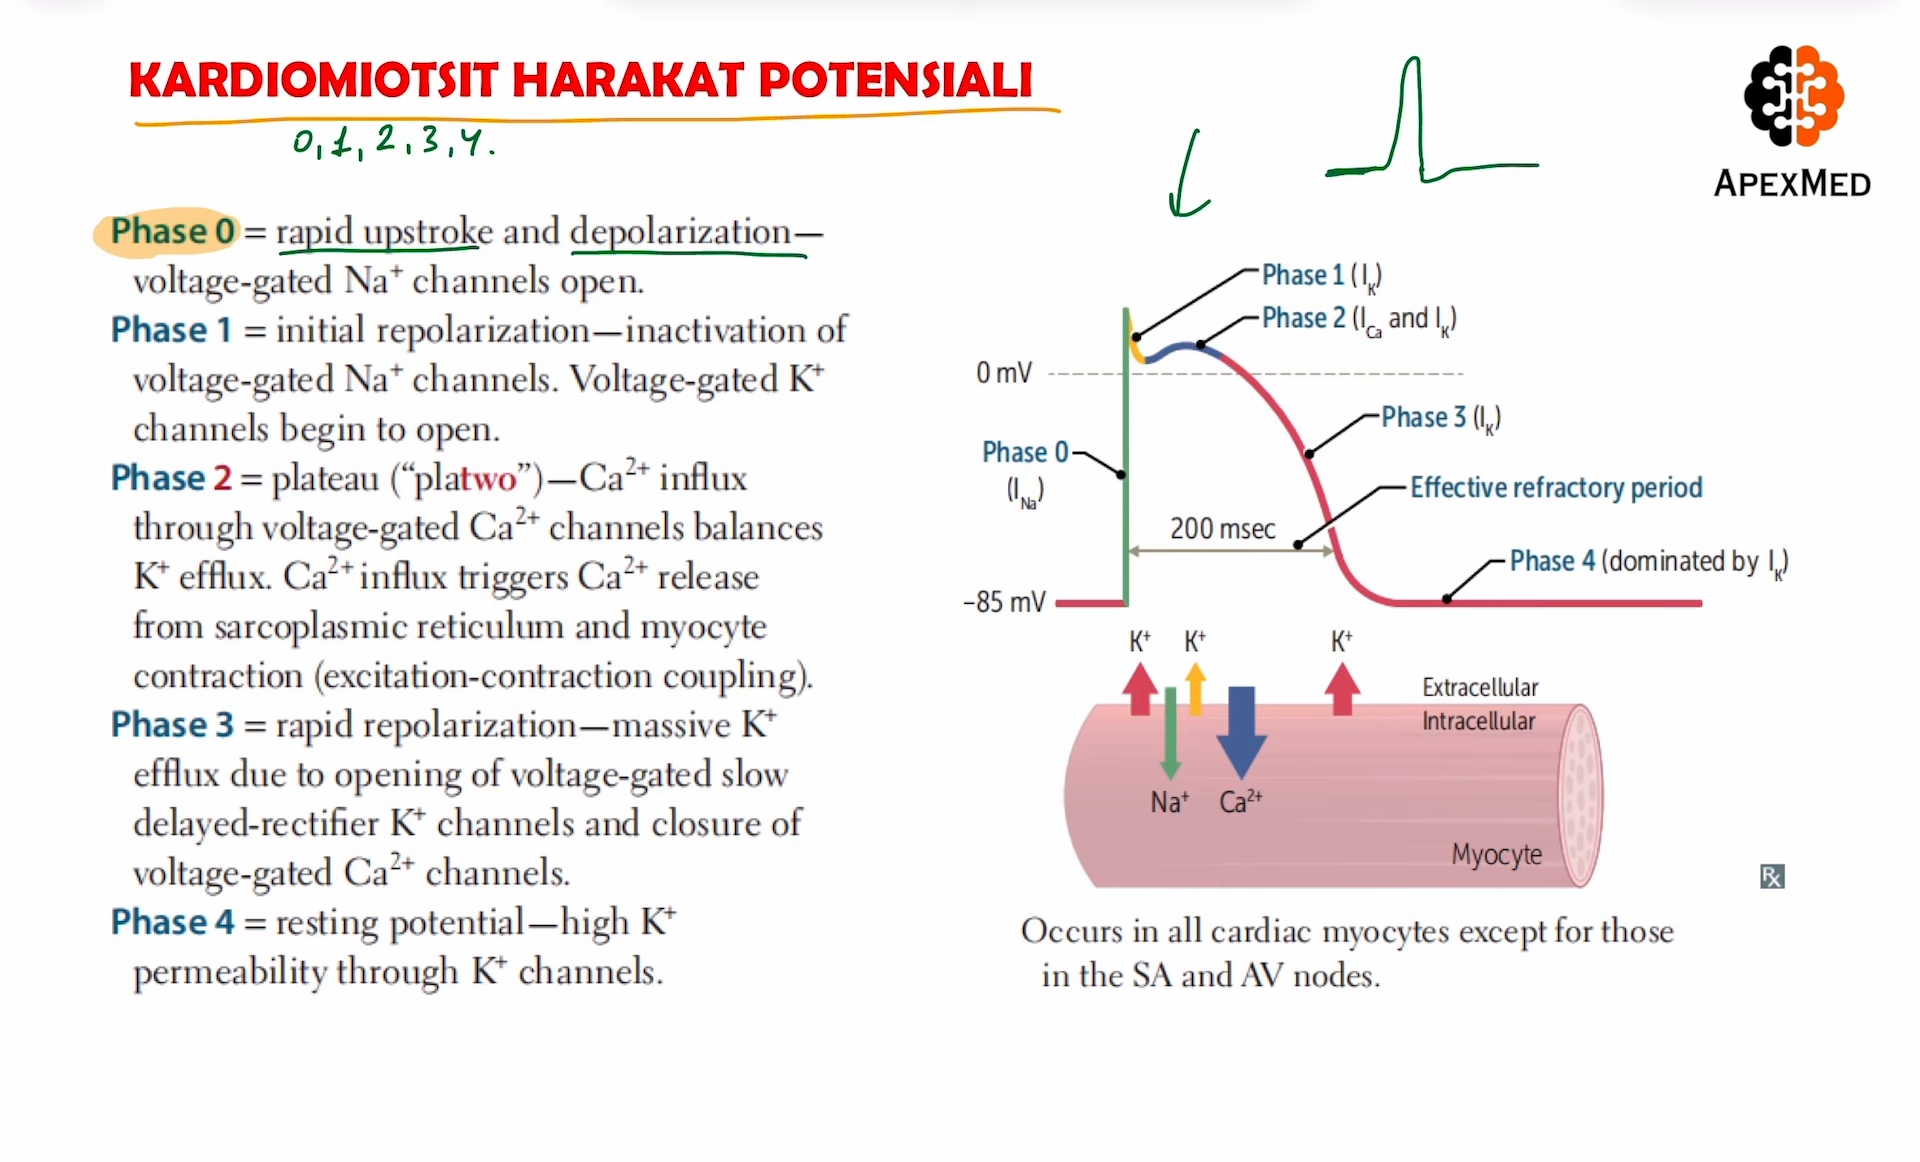 KARDIOMIOTSIT HARAKAT POTENSIALI
0, 1, 2, 3, 4.
APEXMED
Phase 0 = rapid upstroke and depolarization—
voltage-gated Na⁺ channels open.
Phase 1 = initial repolarization—inactivation of
voltage-gated Na⁺ channels. Voltage-gated K⁺
channels begin to open.
Phase 2 = plateau (“platwo”)—Ca²⁺ influx
through voltage-gated Ca²⁺ channels balances
K⁺ efflux. Ca²⁺ influx triggers Ca²⁺ release
from sarcoplasmic reticulum and myocyte
contraction (excitation-contraction coupling).
Phase 3 = rapid repolarization—massive K⁺
efflux due to opening of voltage-gated slow
delayed-rectifier K⁺ channels and closure of
voltage-gated Ca²⁺ channels.
Phase 4 = resting potential—high K⁺
permeability through K⁺ channels.
Phase 1 (I_K)
Phase 2 (I_Ca and I_K)
0 mV
Phase 3 (I_K)
Phase 0
(I_Na)
Effective refractory period
200 msec
Phase 4 (dominated by I_K)
–85 mV
K⁺ K⁺ K⁺
Extracellular
Intracellular
Na⁺ Ca²⁺
Myocyte
Rx
Occurs in all cardiac myocytes except for those
in the SA and AV nodes.